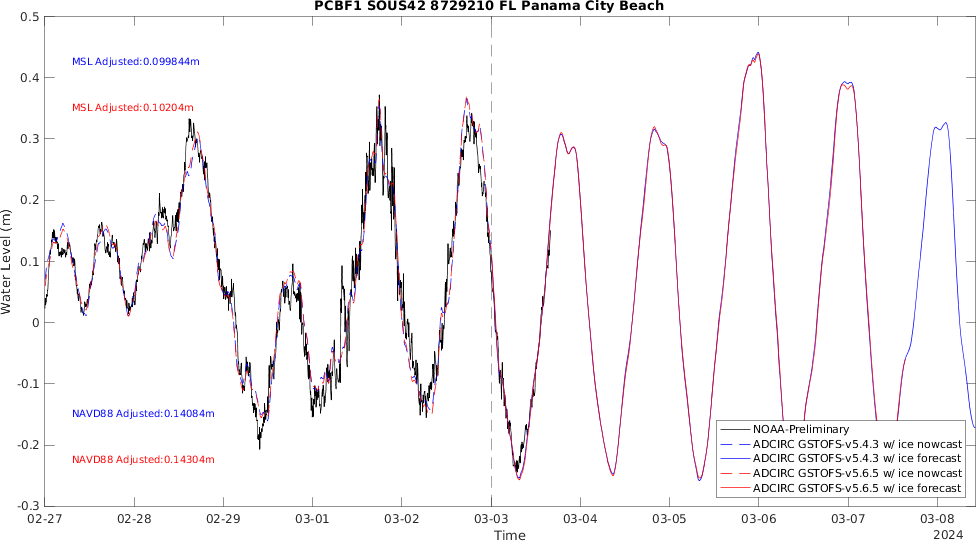 PCBF1 SOUS42 8729210 FL Panama City Beach
0.5
0.4
0.3
0.2
0.1
0
-0.1
-0.2
-0.3
Water Level (m)
MSL Adjusted:0.099844m
MSL Adjusted:0.10204m
NAVD88 Adjusted:0.14084m
NAVD88 Adjusted:0.14304m
NOAA-Preliminary
ADCIRC GSTOFS-v5.4.3 w/ ice nowcast
ADCIRC GSTOFS-v5.4.3 w/ ice forecast
ADCIRC GSTOFS-v5.6.5 w/ ice nowcast
ADCIRC GSTOFS-v5.6.5 w/ ice forecast
02-27 02-28 02-29 03-01 03-02 03-03 03-04 03-05 03-06 03-07 03-08
Time
2024